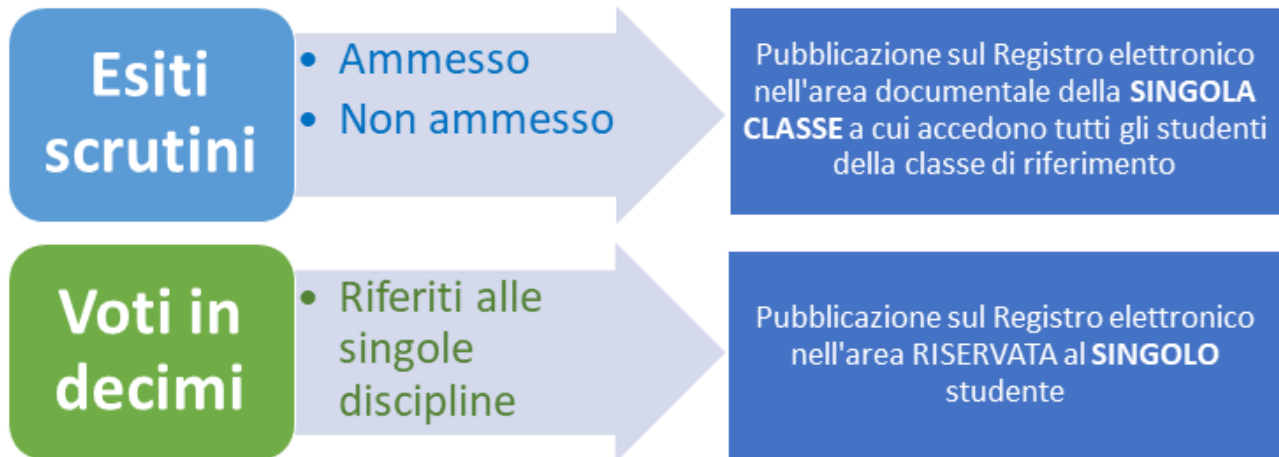 Esiti
scrutini
• Ammesso
• Non ammesso
Pubblicazione sul Registro elettronico
nell'area documentale della SINGOLA
CLASSE a cui accedono tutti gli studenti
della classe di riferimento
Voti in
decimi
• Riferiti alle
singole
discipline
Pubblicazione sul Registro elettronico
nell'area RISERVATA al SINGOLO
studente